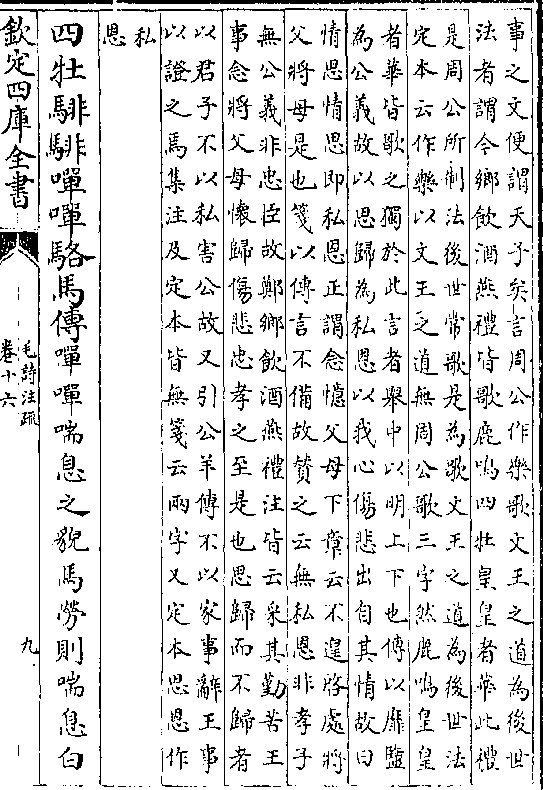 事之文便謂天子矣言周公作樂歌文王之道為後世
法者謂今鄉飲酒燕禮皆歌鹿鳴四牡皇皇者華此禮
是周公所制法後世常歌是為歌文王之道為後世法
定本云作樂以文王之道無周公歌三字然鹿鳴皇皇
者華皆歌之獨於此言者舉中以明上下也傳以靡盬
為公義故以思歸為私恩以我心傷悲出自其情故曰
情思情思即私恩正謂念憶父母下章云不遑啓處將
父將母是也箋以傳言不備故贊之云無私恩非孝子
無公義非忠臣故鄭鄉飲酒燕禮注皆云采其勤苦王
事念將父母懷歸傷悲忠孝之至是也思歸而不歸者
以君子不以私害公故又引公羊傳不以家事辭王事
以證之焉集注及定本皆無箋云兩字又定本思恩作
私恩
四牡騑騑嘽嘽駱馬傳嘽嘽喘息之貌馬勞則喘息白
欽定四庫全書
毛詩注疏
卷十六
九